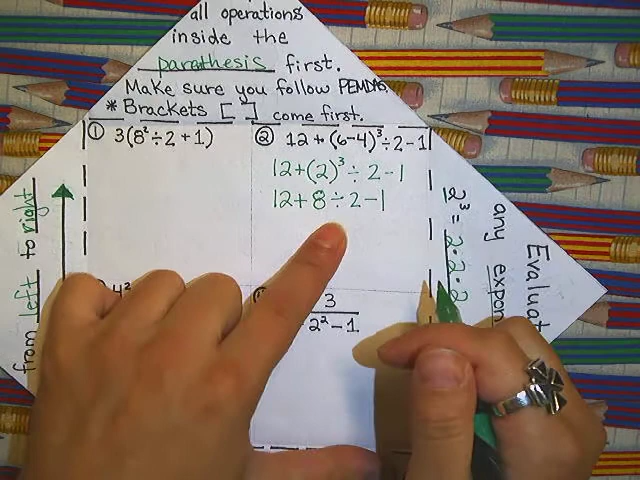 all operations
inside the
parathesis first.
Make sure you follow PEMDAS.
* Brackets [ ] come first.
① 3(8² ÷ 2 + 1)
② 12 + (6-4)³ ÷ 2 - 1
12 + (2)³ ÷ 2 - 1
12 + 8 ÷ 2 - 1
4²
3
2² - 1
from left to right
2³ = 2·2·2
any